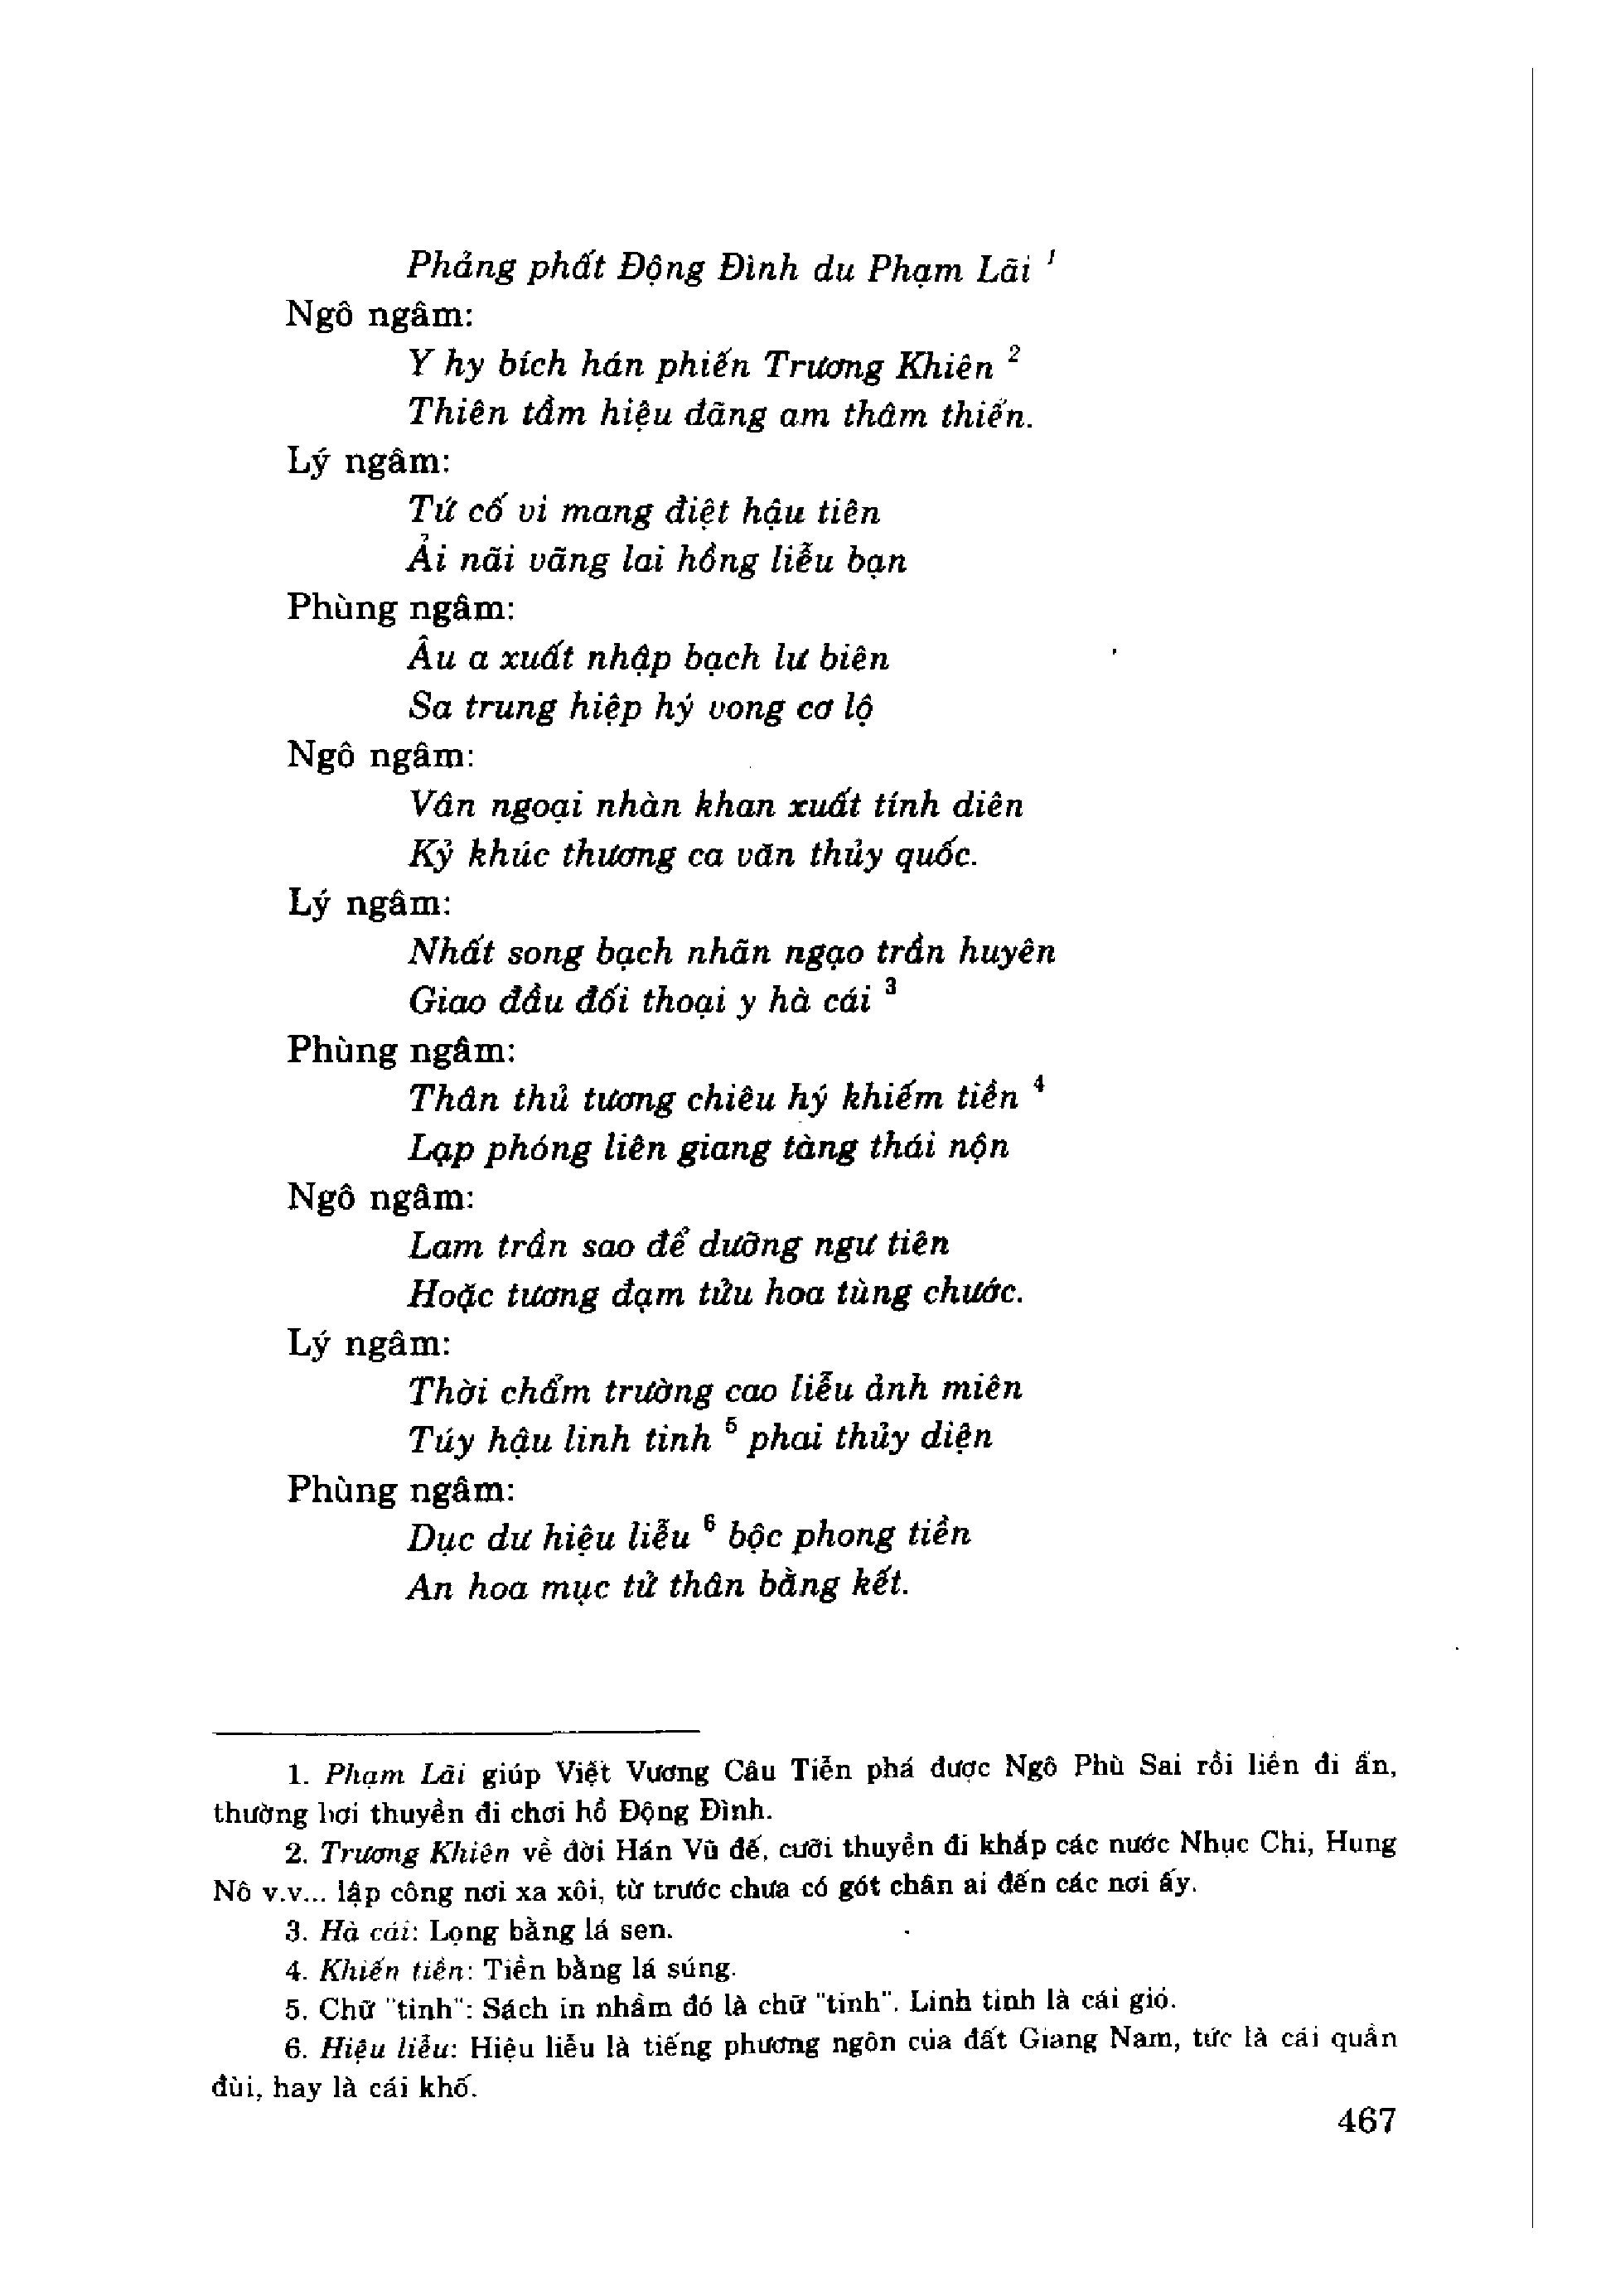 Phảng phất Động Đình du Phạm Lãi ¹
Ngô ngâm:
Y hy bích hán phiến Trương Khiên ²
Thiên tầm hiệu đãng am thâm thiển.
Lý ngâm:
Tứ cố vi mang điệt hậu tiên
Ải nãi vãng lai hồng liễu bạn
Phùng ngâm:
Âu a xuất nhập bạch lư biên
Sa trung hiệp hý vong cơ lộ
Ngô ngâm:
Vân ngoại nhàn khan xuất tính diên
Kỷ khúc thương ca văn thủy quốc.
Lý ngâm:
Nhất song bạch nhãn ngạo trần huyên
Giao đầu đối thoại y hà cái ³
Phùng ngâm:
Thân thủ tương chiêu hý khiếm tiền ⁴
Lạp phóng liên giang tàng thái nộn
Ngô ngâm:
Lam trần sao để dưỡng ngư tiên
Hoặc tương đạm tửu hoa tùng chước.
Lý ngâm:
Thời chẩm trường cao liễu ảnh miên
Túy hậu linh tinh ⁵ phai thủy diện
Phùng ngâm:
Dục dư hiệu liễu ⁶ bộc phong tiền
An hoa mục tử thân bằng kết.
1. Phạm Lãi giúp Việt Vương Câu Tiễn phá được Ngô Phù Sai rồi liền đi ẩn,
thường bơi thuyền đi chơi hồ Động Đình.
2. Trương Khiên về đời Hán Vũ đế, cưỡi thuyền đi khắp các nước Nhục Chi, Hung
Nô v.v... lập công nơi xa xôi, từ trước chưa có gót chân ai đến các nơi ấy.
3. Hà cái: Lọng bằng lá sen.
4. Khiến tiền: Tiền bằng lá súng.
5. Chữ "tinh": Sách in nhầm đó là chữ "tinh". Linh tinh là cái giỏ.
6. Hiệu liễu: Hiệu liễu là tiếng phương ngôn của đất Giang Nam, tức là cái quần
đùi, hay là cái khố.
467